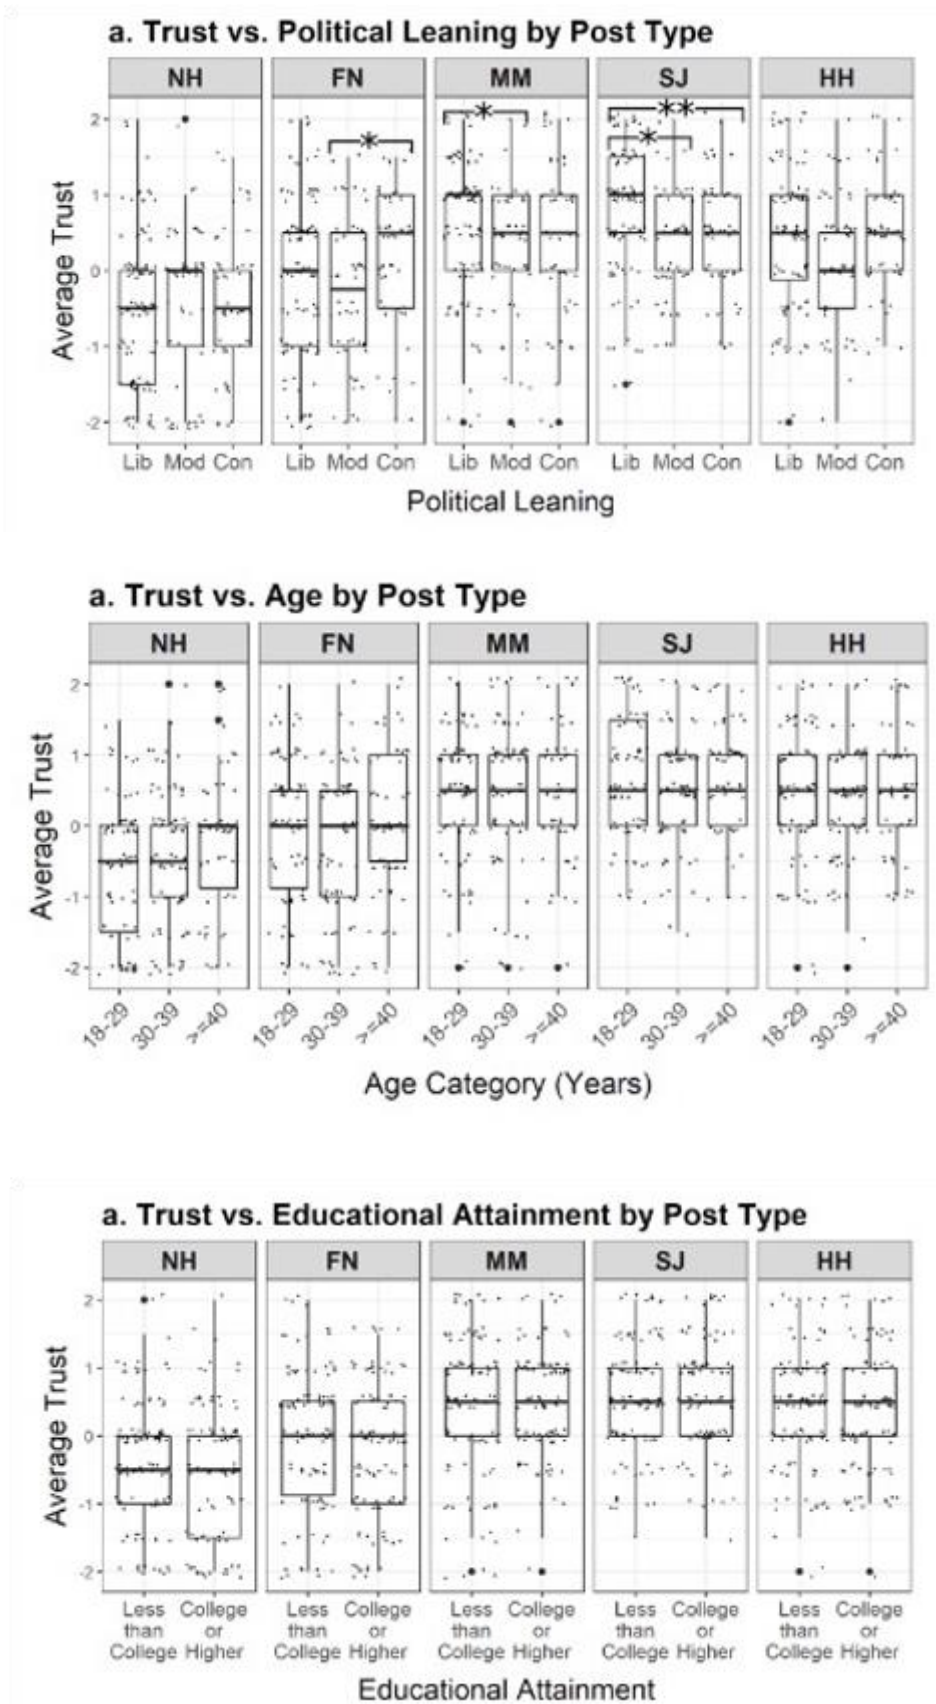 a. Trust vs. Political Leaning by Post Type
NH FN MM SJ HH
* * ** *
2
1
0
-1
-2
Average Trust
Lib Mod Con Lib Mod Con Lib Mod Con Lib Mod Con Lib Mod Con
Political Leaning
a. Trust vs. Age by Post Type
NH FN MM SJ HH
2
1
0
-1
-2
Average Trust
18-29 30-39 >=40 18-29 30-39 >=40 18-29 30-39 >=40 18-29 30-39 >=40 18-29 30-39 >=40
Age Category (Years)
a. Trust vs. Educational Attainment by Post Type
NH FN MM SJ HH
2
1
0
-1
-2
Average Trust
Less College Less College Less College Less College Less College
than or than or than or than or than or
College Higher College Higher College Higher College Higher College Higher
Educational Attainment